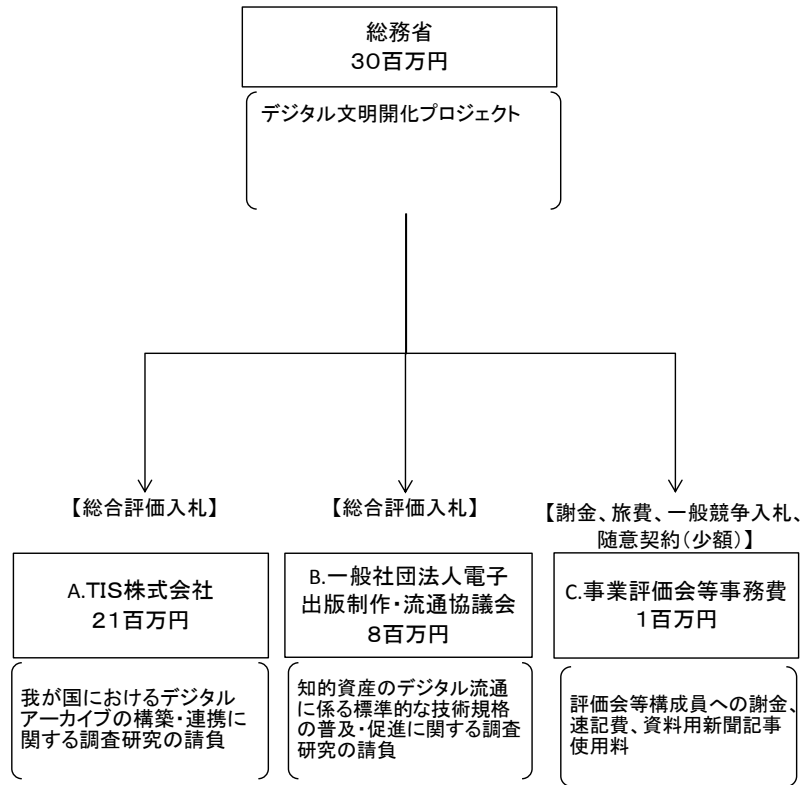 総務省
30百万円
デジタル文明開化プロジェクト
【総合評価入札】
【総合評価入札】
【謝金、旅費、一般競争入札、
随意契約(少額)】
A.TIS株式会社
21百万円
B.一般社団法人電子
出版制作・流通協議会
8百万円
C.事業評価会等事務費
1百万円
我が国におけるデジタル
アーカイブの構築・連携に
関する調査研究の請負
知的資産のデジタル流通
に係る標準的な技術規格
の普及・促進に関する調査
研究の請負
評価会等構成員への謝金、
速記費、資料用新聞記事
使用料